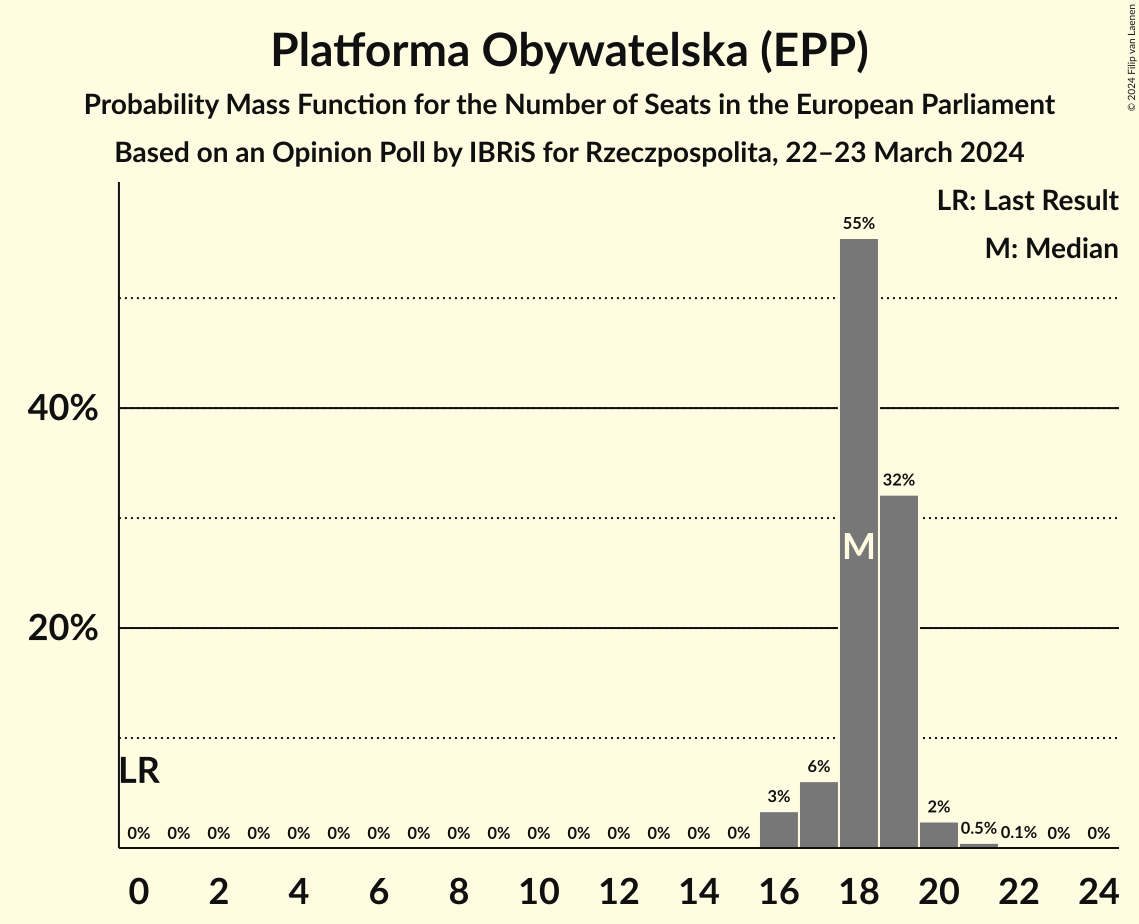 Platforma Obywatelska (EPP)
Probability Mass Function for the Number of Seats in the European Parliament
Based on an Opinion Poll by IBRiS for Rzeczpospolita, 22–23 March 2024
© 2024 Filip van Laenen
LR: Last Result
M: Median
55%
40%
32%
M
20%
LR
0% 0% 0% 0% 0% 0% 0% 0% 0% 0% 0% 0% 0% 0% 0% 0% 3% 6% 2% 0.5% 0.1% 0% 0%
0 2 4 6 8 10 12 14 16 18 20 22 24